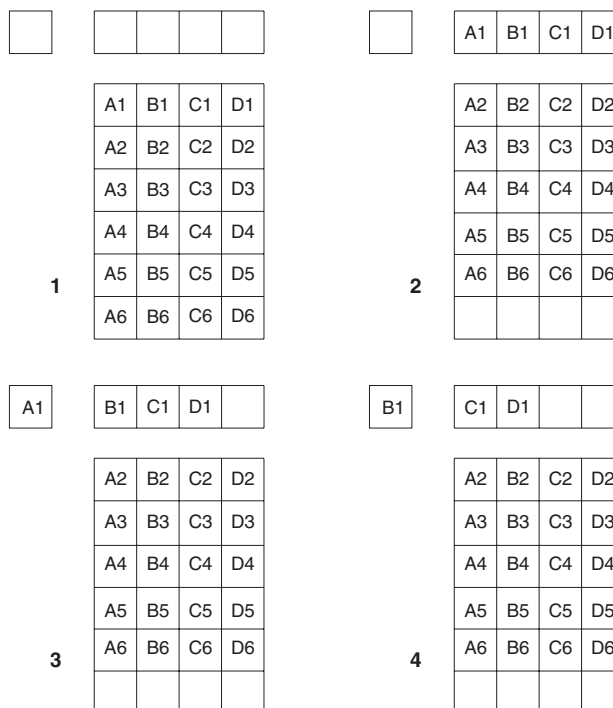 A1 B1 C1 D1
A1 B1 C1 D1
A2 B2 C2 D2
A3 B3 C3 D3
A4 B4 C4 D4
A5 B5 C5 D5
A6 B6 C6 D6
1
A2 B2 C2 D2
A3 B3 C3 D3
A4 B4 C4 D4
A5 B5 C5 D5
A6 B6 C6 D6
2
A1 B1 C1 D1
A2 B2 C2 D2
A3 B3 C3 D3
A4 B4 C4 D4
A5 B5 C5 D5
A6 B6 C6 D6
3
B1 C1 D1
A2 B2 C2 D2
A3 B3 C3 D3
A4 B4 C4 D4
A5 B5 C5 D5
A6 B6 C6 D6
4